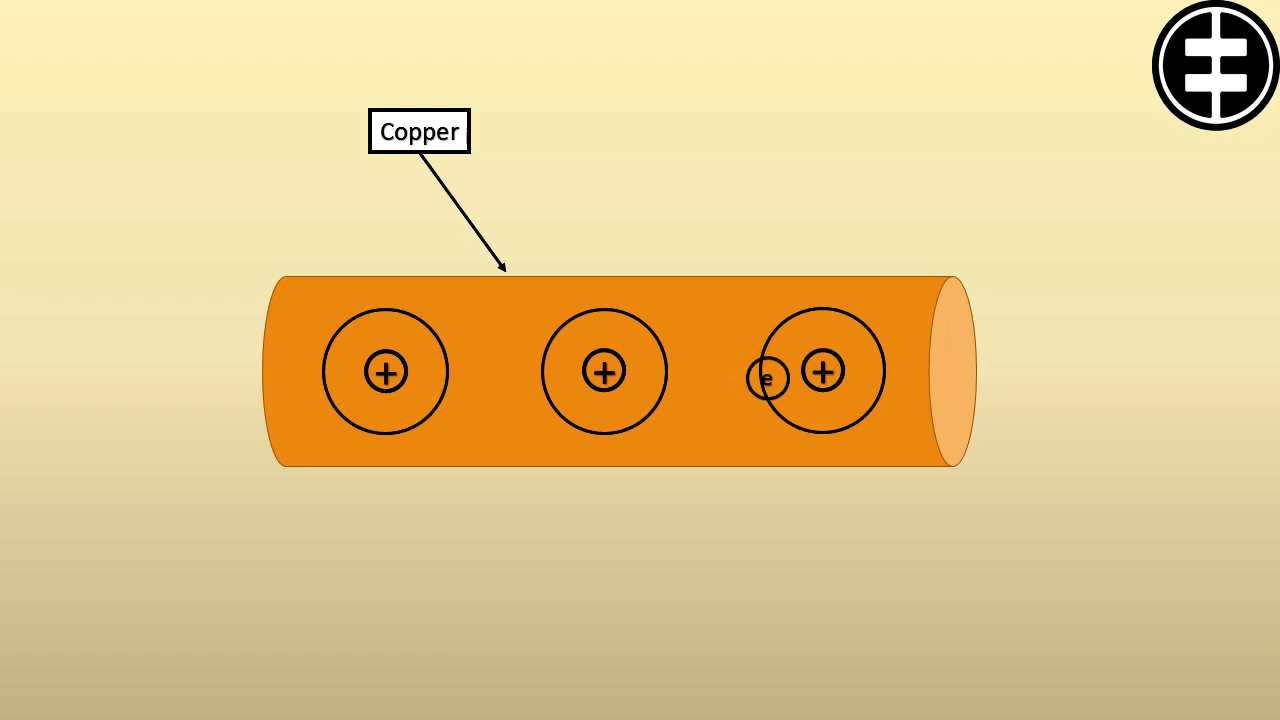 Copper
+ + e +